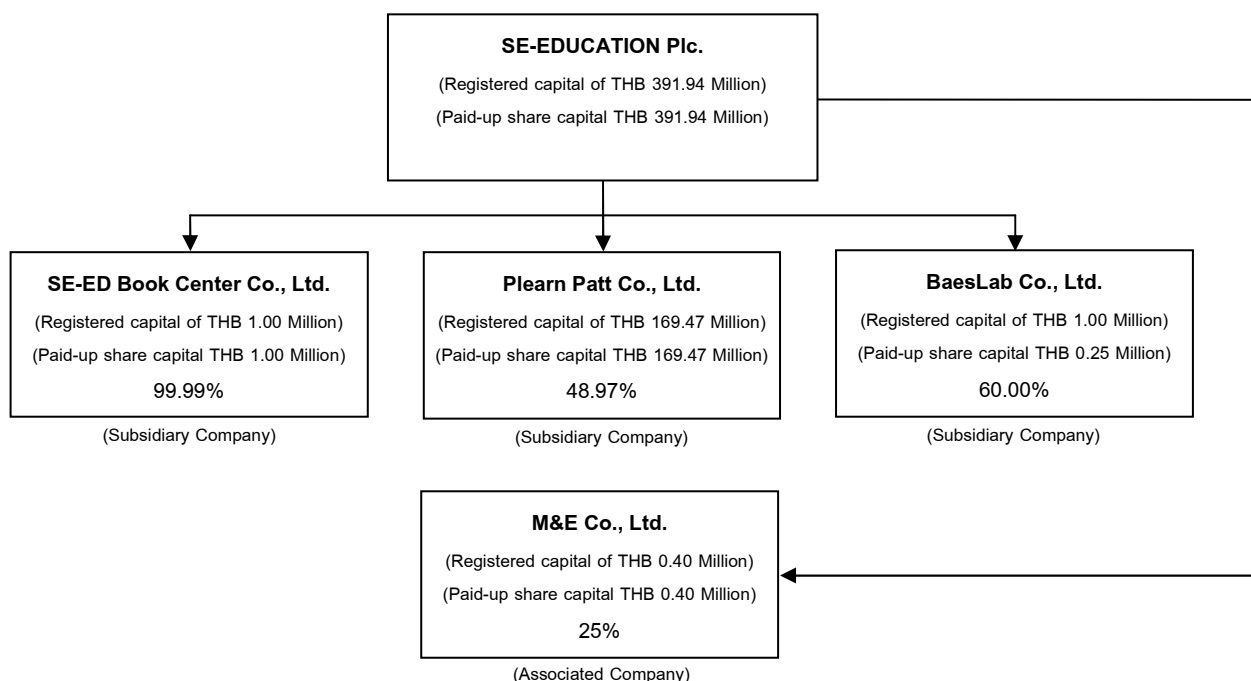 SE-EDUCATION Plc.
(Registered capital of THB 391.94 Million)
(Paid-up share capital THB 391.94 Million)
SE-ED Book Center Co., Ltd.
(Registered capital of THB 1.00 Million)
(Paid-up share capital THB 1.00 Million)
99.99%
(Subsidiary Company)
Plearn Patt Co., Ltd.
(Registered capital of THB 169.47 Million)
(Paid-up share capital THB 169.47 Million)
48.97%
(Subsidiary Company)
BaesLab Co., Ltd.
(Registered capital of THB 1.00 Million)
(Paid-up share capital THB 0.25 Million)
60.00%
(Subsidiary Company)
M&E Co., Ltd.
(Registered capital of THB 0.40 Million)
(Paid-up share capital THB 0.40 Million)
25%
(Associated Company)